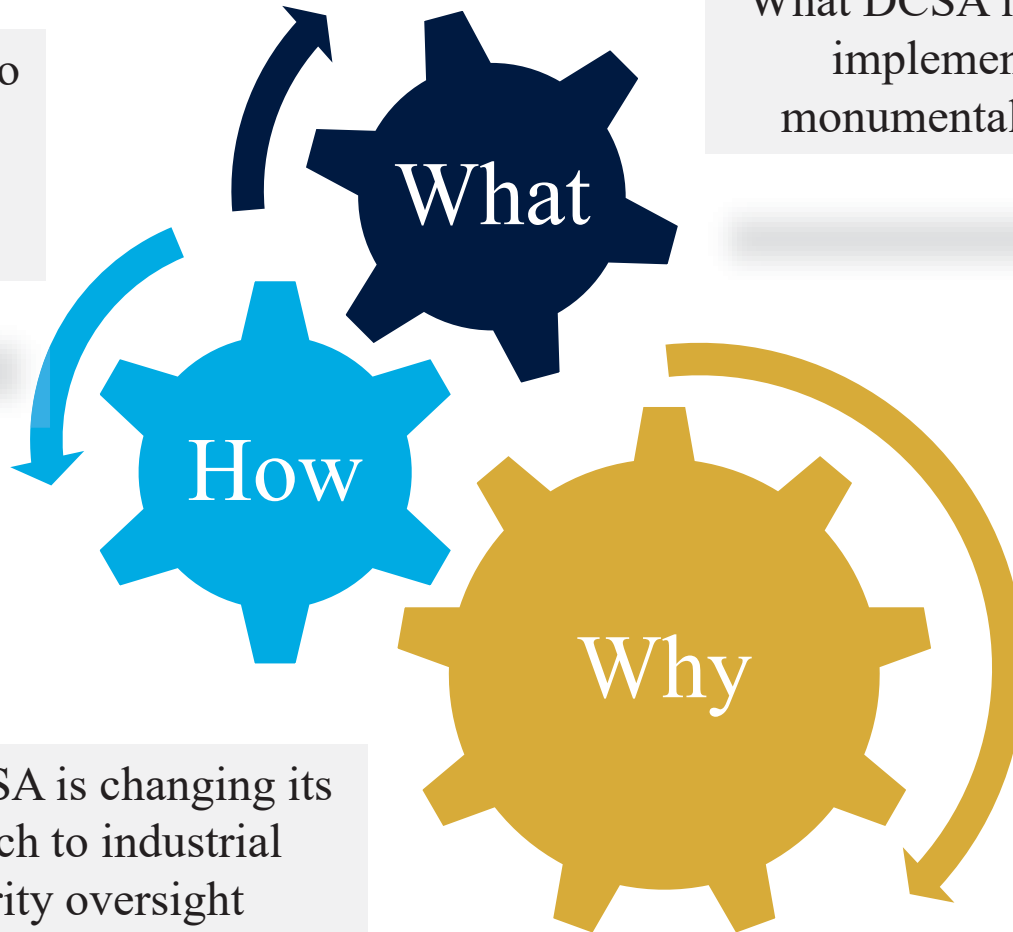 What DCSA
implemen
monumental
o
What
How
Why
SA is changing its
ch to industrial
rity oversight